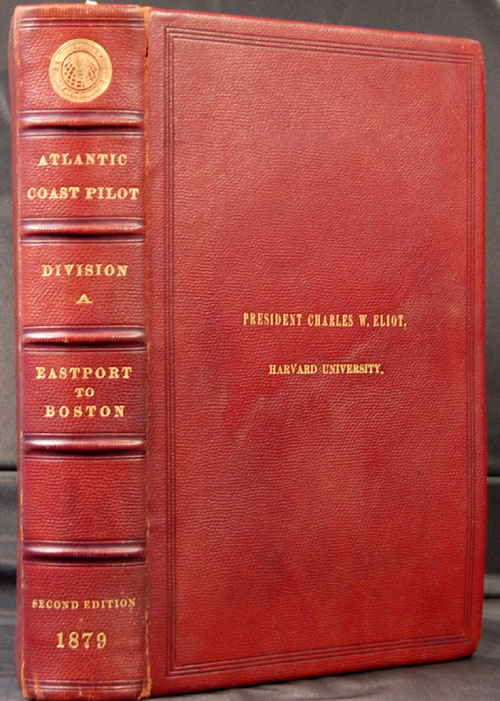 ATLANTIC
COAST PILOT
DIVISION
A
EASTPORT
TO
BOSTON
SECOND EDITION
1879
PRESIDENT CHARLES W. ELIOT,
HARVARD UNIVERSITY.